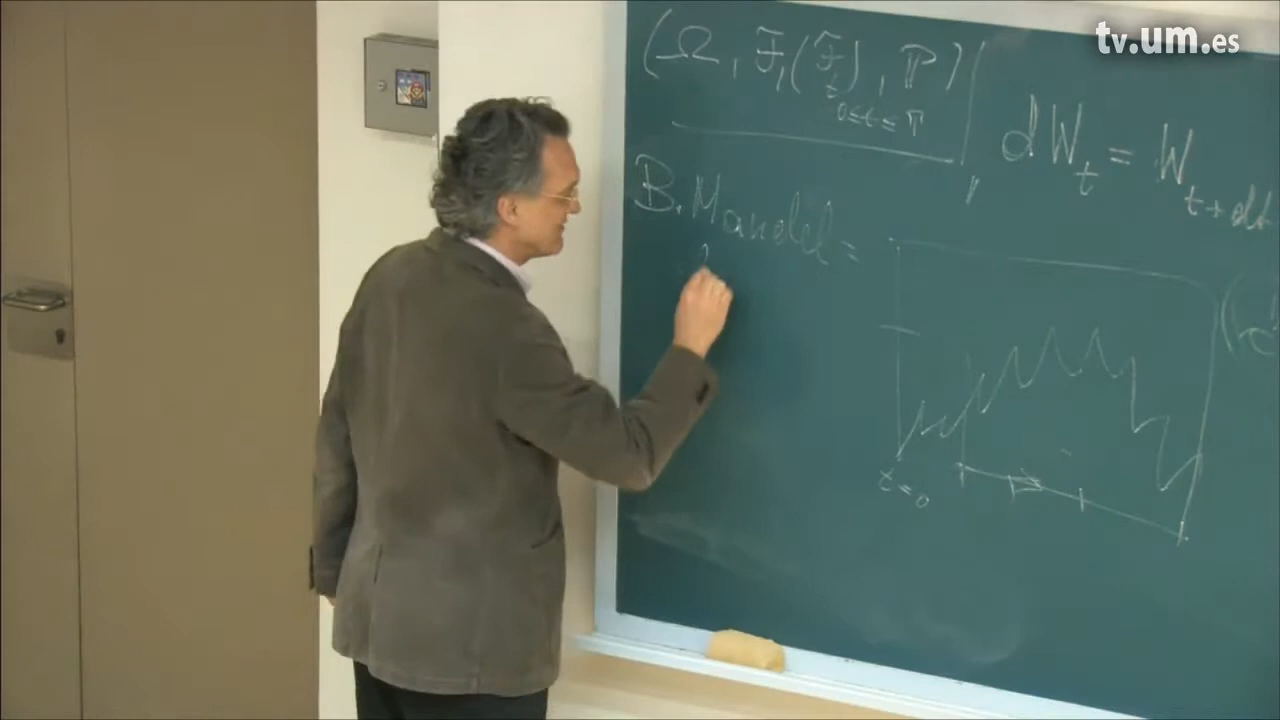 tv.um.es
(Ω, F, (F_t)_{0≤t≤T}, P)
dW_t = W_{t+dt}
B. Mandel=
t=0